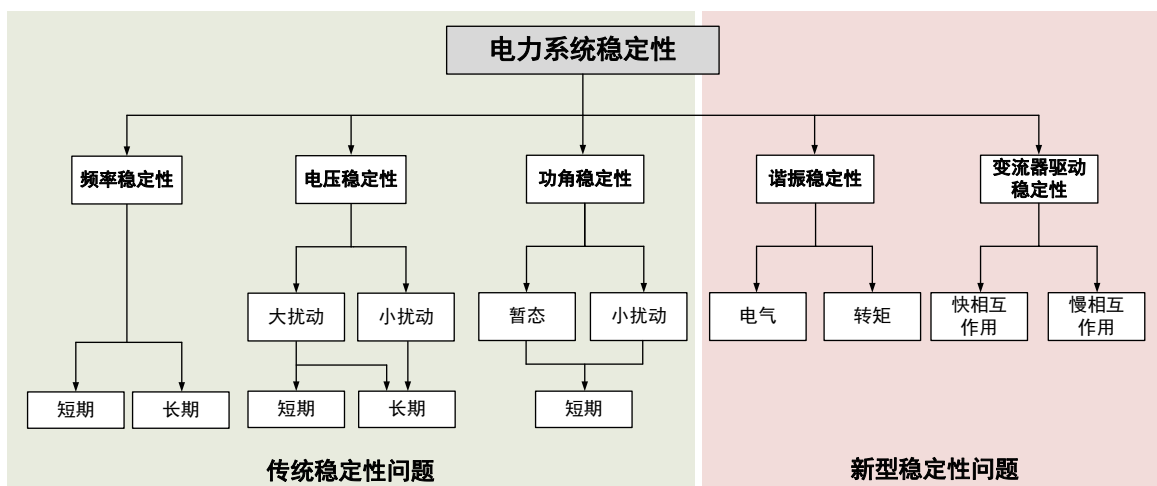 电力系统稳定性
频率稳定性
电压稳定性
功角稳定性
谐振稳定性
变流器驱动
稳定性
大扰动
小扰动
暂态
小扰动
电气
转矩
快相互
作用
慢相互
作用
短期
长期
短期
长期
短期
传统稳定性问题
新型稳定性问题